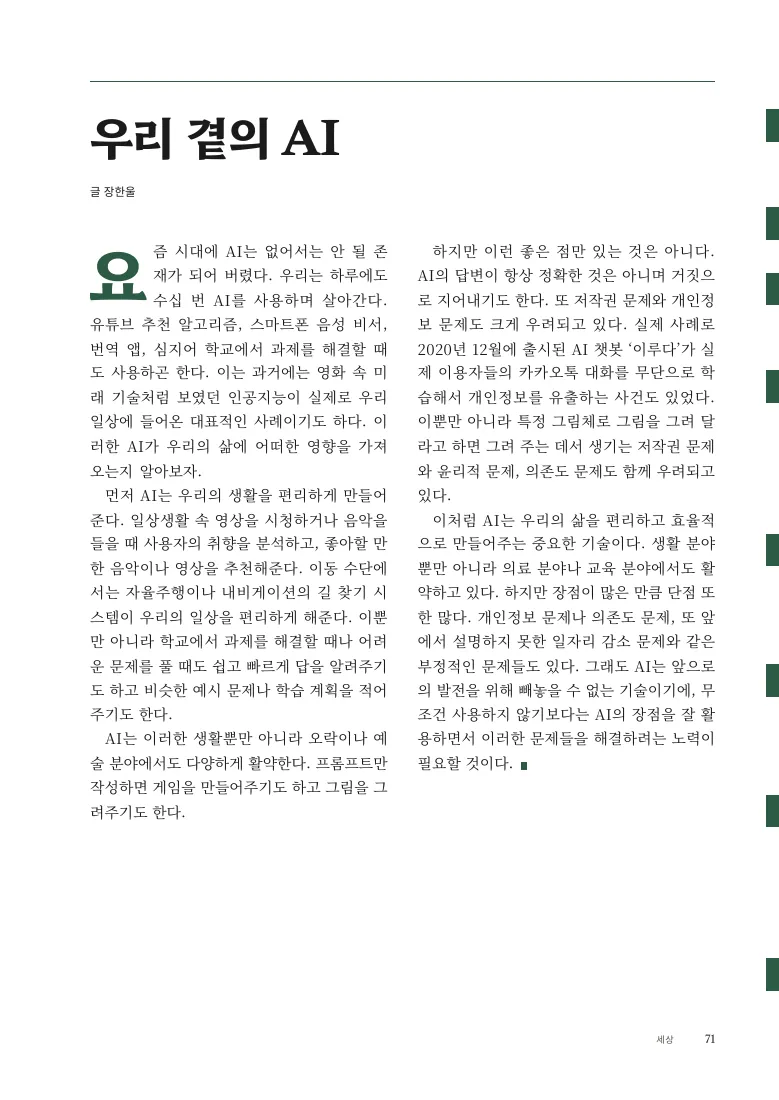 우리 곁의 AI
글 장한울
요즘 시대에 AI는 없어서는 안 될 존
재가 되어 버렸다. 우리는 하루에도
수십 번 AI를 사용하며 살아간다.
유튜브 추천 알고리즘, 스마트폰 음성 비서,
번역 앱, 심지어 학교에서 과제를 해결할 때
도 사용하곤 한다. 이는 과거에는 영화 속 미
래 기술처럼 보였던 인공지능이 실제로 우리
일상에 들어온 대표적인 사례이기도 하다. 이
러한 AI가 우리의 삶에 어떠한 영향을 가져
오는지 알아보자.
먼저 AI는 우리의 생활을 편리하게 만들어
준다. 일상생활 속 영상을 시청하거나 음악을
들을 때 사용자의 취향을 분석하고, 좋아할 만
한 음악이나 영상을 추천해준다. 이동 수단에
서는 자율주행이나 내비게이션의 길 찾기 시
스템이 우리의 일상을 편리하게 해준다. 이뿐
만 아니라 학교에서 과제를 해결할 때나 어려
운 문제를 풀 때도 쉽고 빠르게 답을 알려주기
도 하고 비슷한 예시 문제나 학습 계획을 적어
주기도 한다.
AI는 이러한 생활뿐만 아니라 오락이나 예
술 분야에서도 다양하게 활약한다. 프롬프트만
작성하면 게임을 만들어주기도 하고 그림을 그
려주기도 한다.
하지만 이런 좋은 점만 있는 것은 아니다.
AI의 답변이 항상 정확한 것은 아니며 거짓으
로 지어내기도 한다. 또 저작권 문제와 개인정
보 문제도 크게 우려되고 있다. 실제 사례로
2020년 12월에 출시된 AI 챗봇 ‘이루다’가 실
제 이용자들의 카카오톡 대화를 무단으로 학
습해서 개인정보를 유출하는 사건도 있었다.
이뿐만 아니라 특정 그림체로 그림을 그려 달
라고 하면 그려 주는 데서 생기는 저작권 문제
와 윤리적 문제, 의존도 문제도 함께 우려되고
있다.
이처럼 AI는 우리의 삶을 편리하고 효율적
으로 만들어주는 중요한 기술이다. 생활 분야
뿐만 아니라 의료 분야나 교육 분야에서도 활
약하고 있다. 하지만 장점이 많은 만큼 단점 또
한 많다. 개인정보 문제나 의존도 문제, 또 앞
에서 설명하지 못한 일자리 감소 문제와 같은
부정적인 문제들도 있다. 그래도 AI는 앞으로
의 발전을 위해 빼놓을 수 없는 기술이기에, 무
조건 사용하지 않기보다는 AI의 장점을 잘 활
용하면서 이러한 문제들을 해결하려는 노력이
필요할 것이다.
세상 71